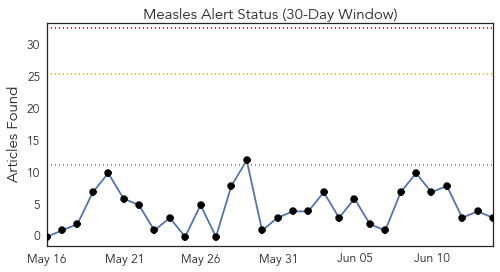 Measles Alert Status (30-Day Window)
Articles Found
30
25
20
15
10
5
0
May 16
May 21
May 26
May 31
Jun 05
Jun 10